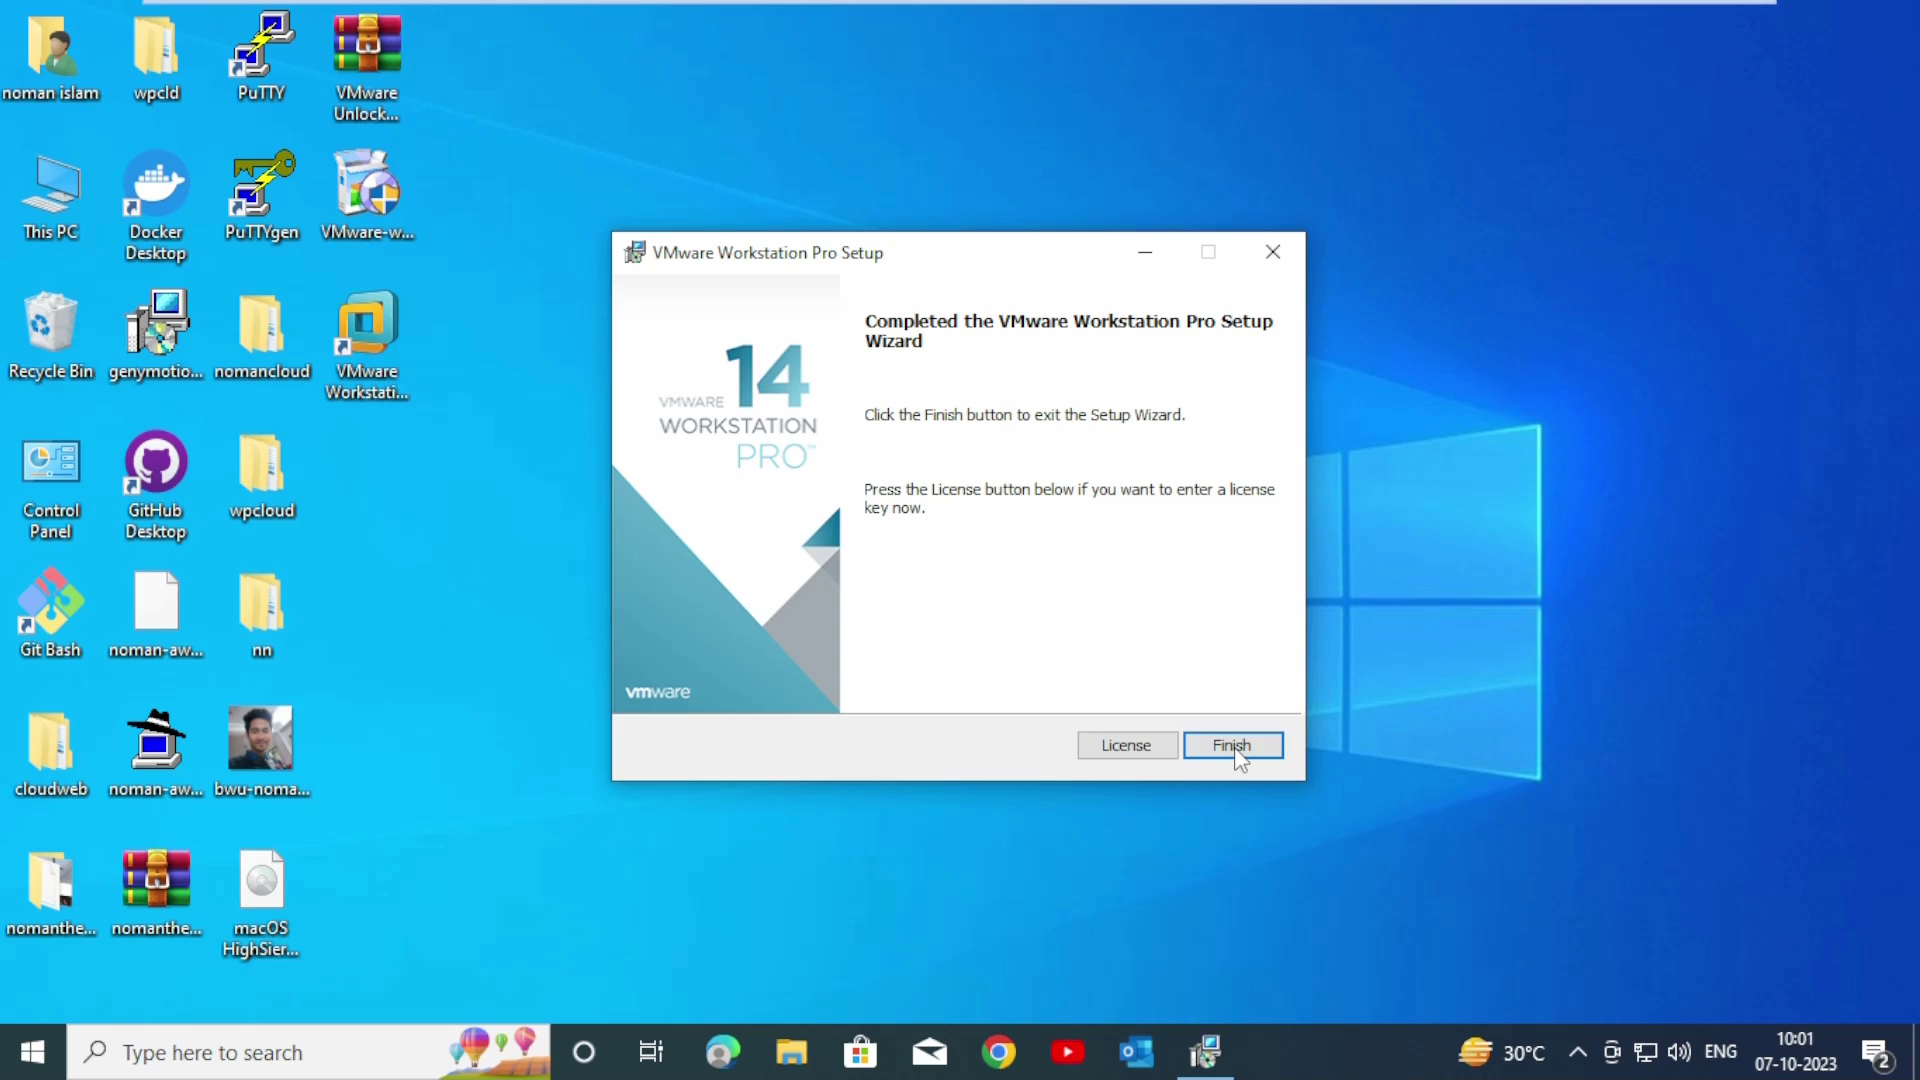 noman islam
wpcld
PuTTY
VMware
Unlock...
This PC
Docker
Desktop
PuTTYgen
VMware-w...
Recycle Bin
genymotio...
nomancloud
VMware
Workstati...
Control
Panel
GitHub
Desktop
wpcloud
Git Bash
noman-aw...
nn
cloudweb
noman-aw...
bwu-noma...
nomanthe...
nomanthe...
macOS
HighSier...
VMware Workstation Pro Setup
14
VMWARE
WORKSTATION
PRO™
vmware
Completed the VMware Workstation Pro Setup
Wizard
Click the Finish button to exit the Setup Wizard.
Press the License button below if you want to enter a license
key now.
License
Finish
Type here to search
30°C
ENG
10:01
07-10-2023
2